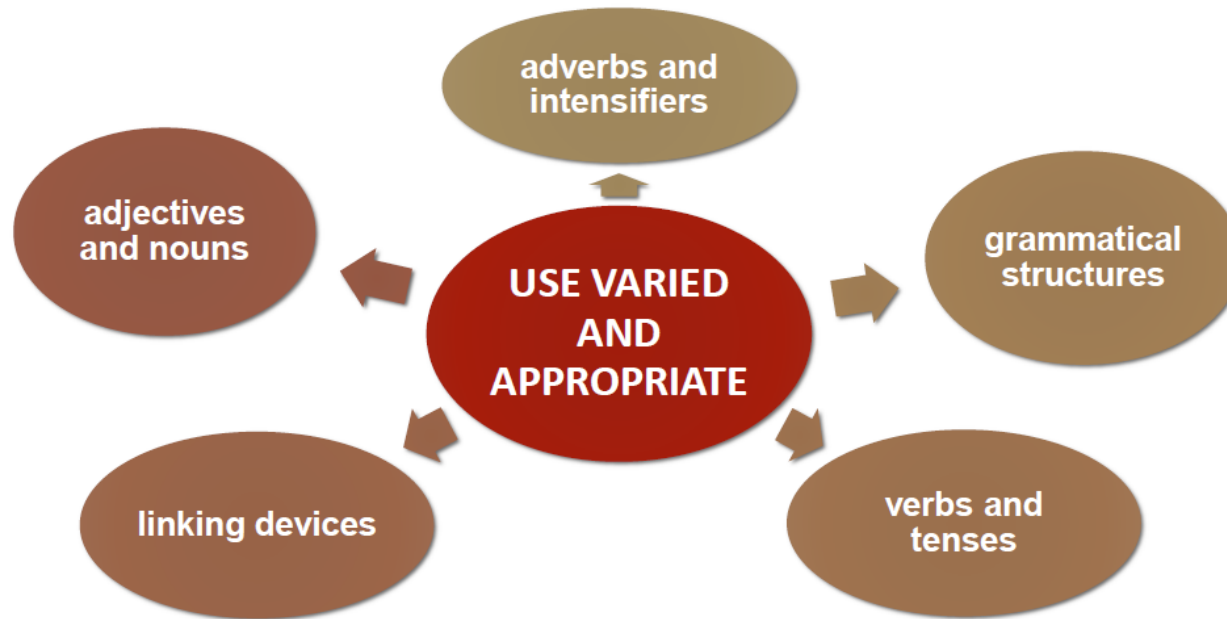 adverbs and
intensifiers
adjectives
and nouns
grammatical
structures
USE VARIED
AND
APPROPRIATE
linking devices
verbs and
tenses